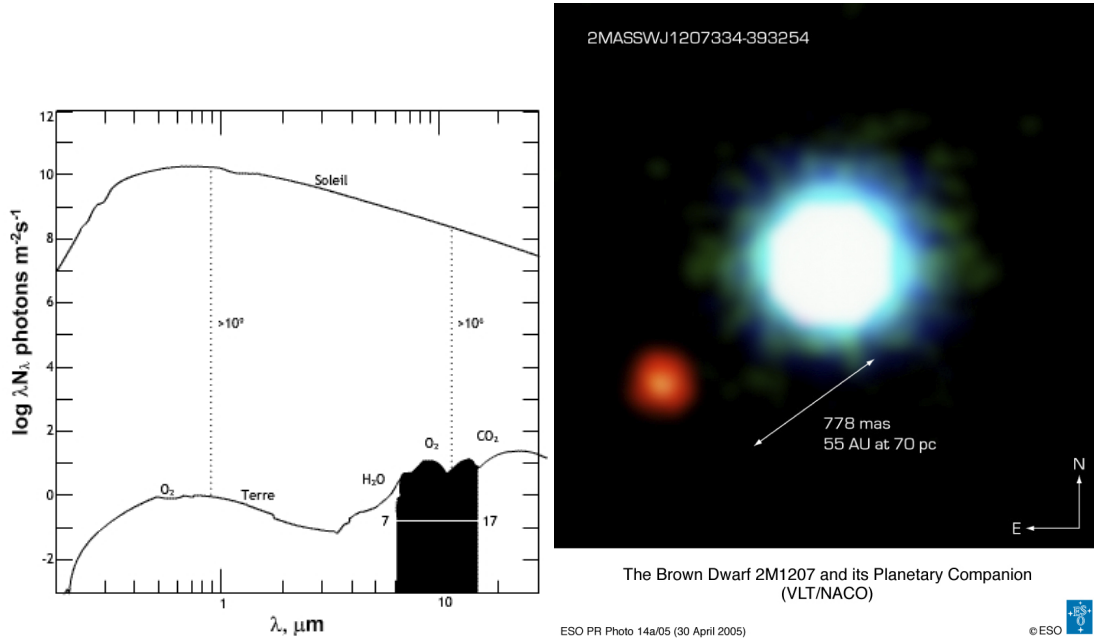 12
10
8
6
4
2
0
-2
log λNλ photons m⁻²s⁻¹
Soleil
>10⁹
>10⁶
O₂
Terre
H₂O
O₂
CO₂
7
17
1
10
λ, μm
2MASSWJ1207334-393254
778 mas
55 AU at 70 pc
N
E
The Brown Dwarf 2M1207 and its Planetary Companion
(VLT/NACO)
ESO PR Photo 14a/05 (30 April 2005)
© ESO
ESO